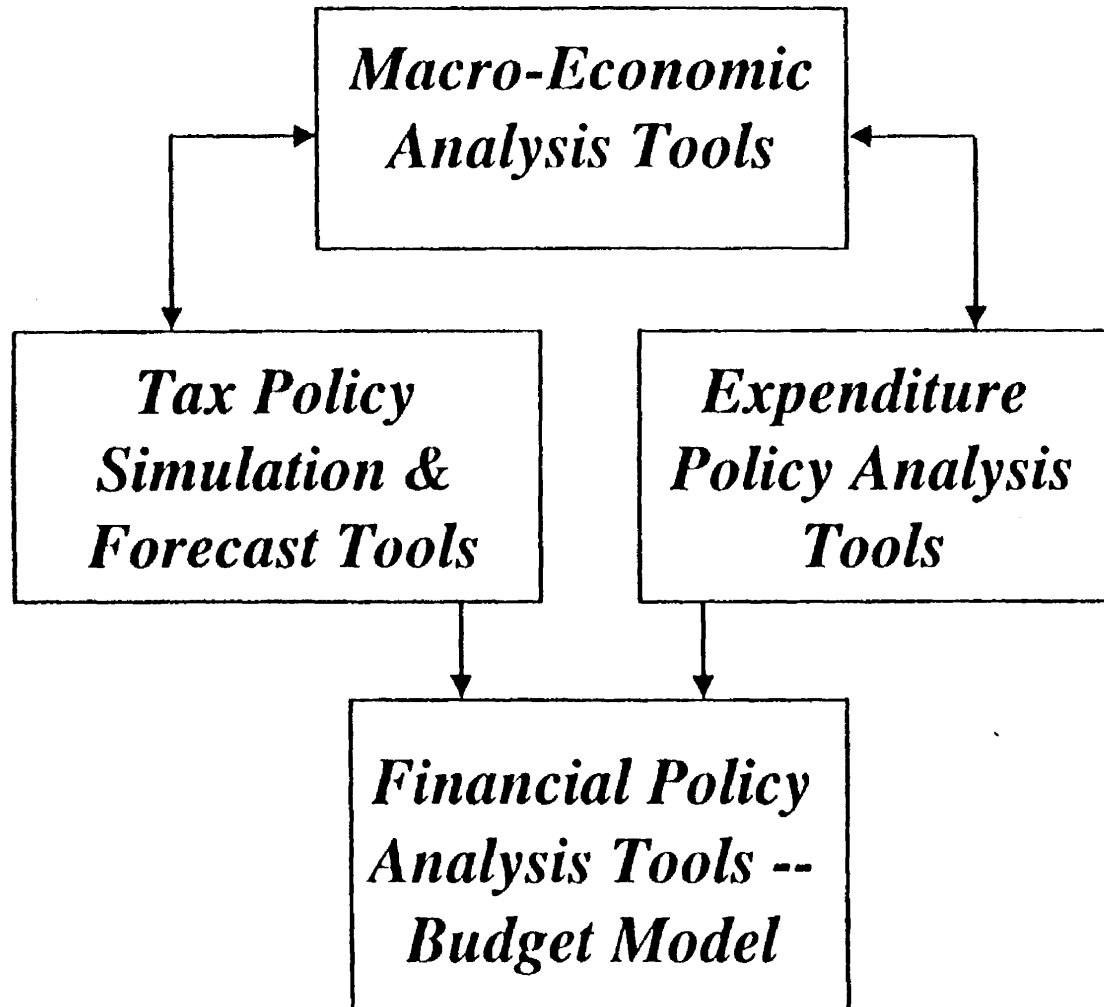 Macro-Economic
Analysis Tools
Tax Policy
Simulation &
Forecast Tools
Expenditure
Policy Analysis
Tools
Financial Policy
Analysis Tools --
Budget Model